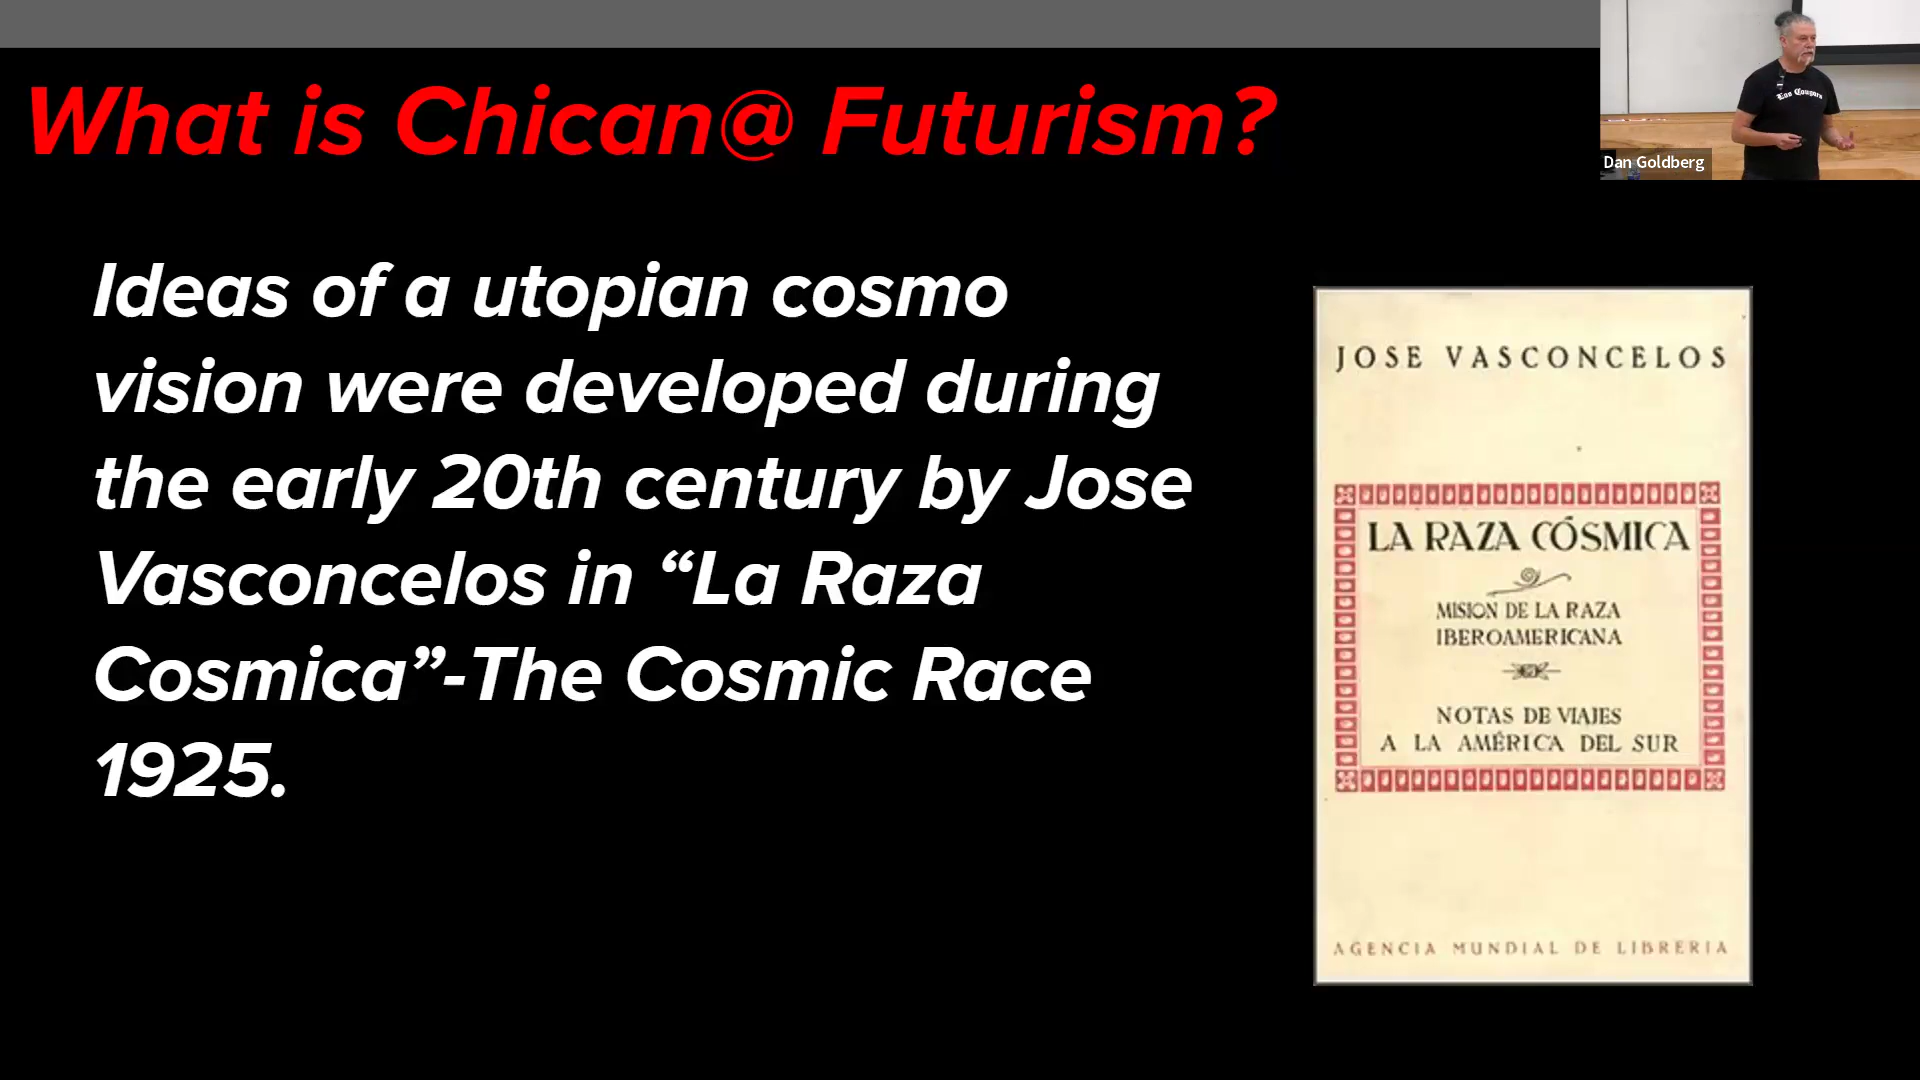 What is Chican@ Futurism?
Ideas of a utopian cosmo
vision were developed during
the early 20th century by Jose
Vasconcelos in “La Raza
Cosmica”-The Cosmic Race
1925.
JOSE VASCONCELOS
LA RAZA CÓSMICA
MISION DE LA RAZA
IBEROAMERICANA
NOTAS DE VIAJES
A LA AMÉRICA DEL SUR
AGENCIA MUNDIAL DE LIBRERIA
Los Cougars
Dan Goldberg